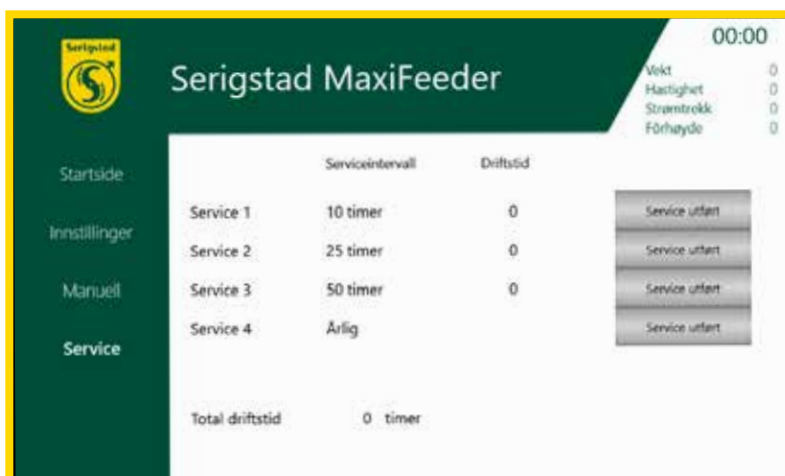 Serigstad
Serigstad MaxiFeeder
00:00
Vekt 0
Hastighet 0
Strømtrekk 0
Fôrhøyde 0
Startside
Innstillinger
Manuell
Service
Serviceintervall Driftstid
Service 1 10 timer 0 Service utført
Service 2 25 timer 0 Service utført
Service 3 50 timer 0 Service utført
Service 4 Årlig Service utført
Total driftstid 0 timer